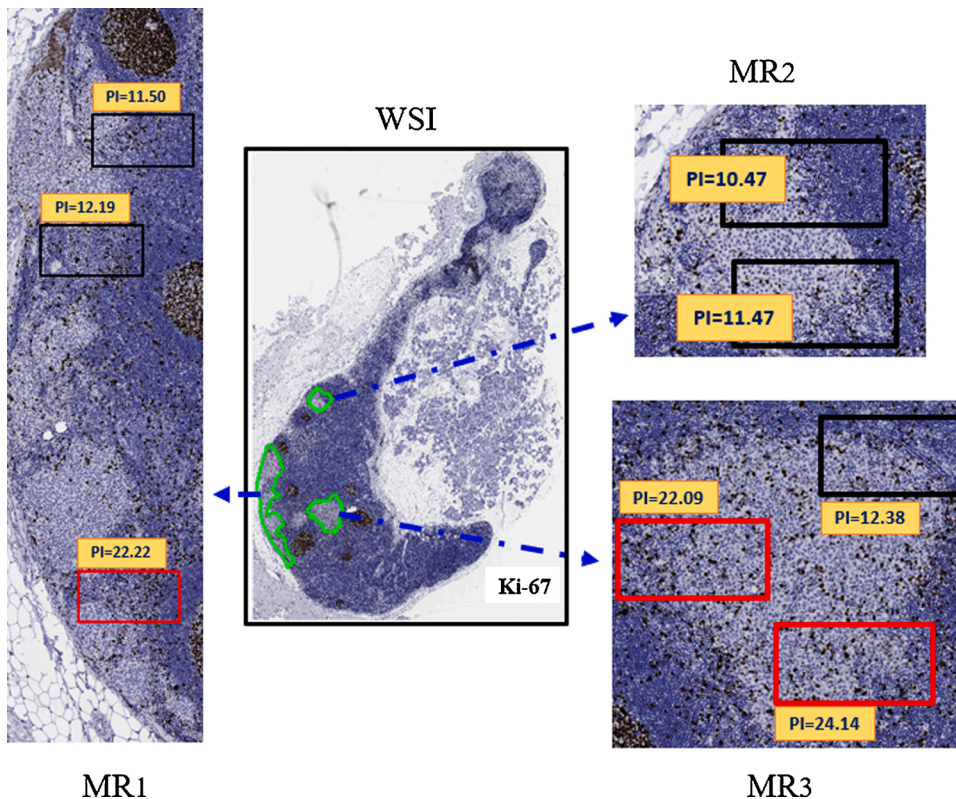 PI=11.50
PI=12.19
PI=22.22
MR1
WSI
Ki-67
MR2
PI=10.47
PI=11.47
PI=22.09
PI=12.38
PI=24.14
MR3